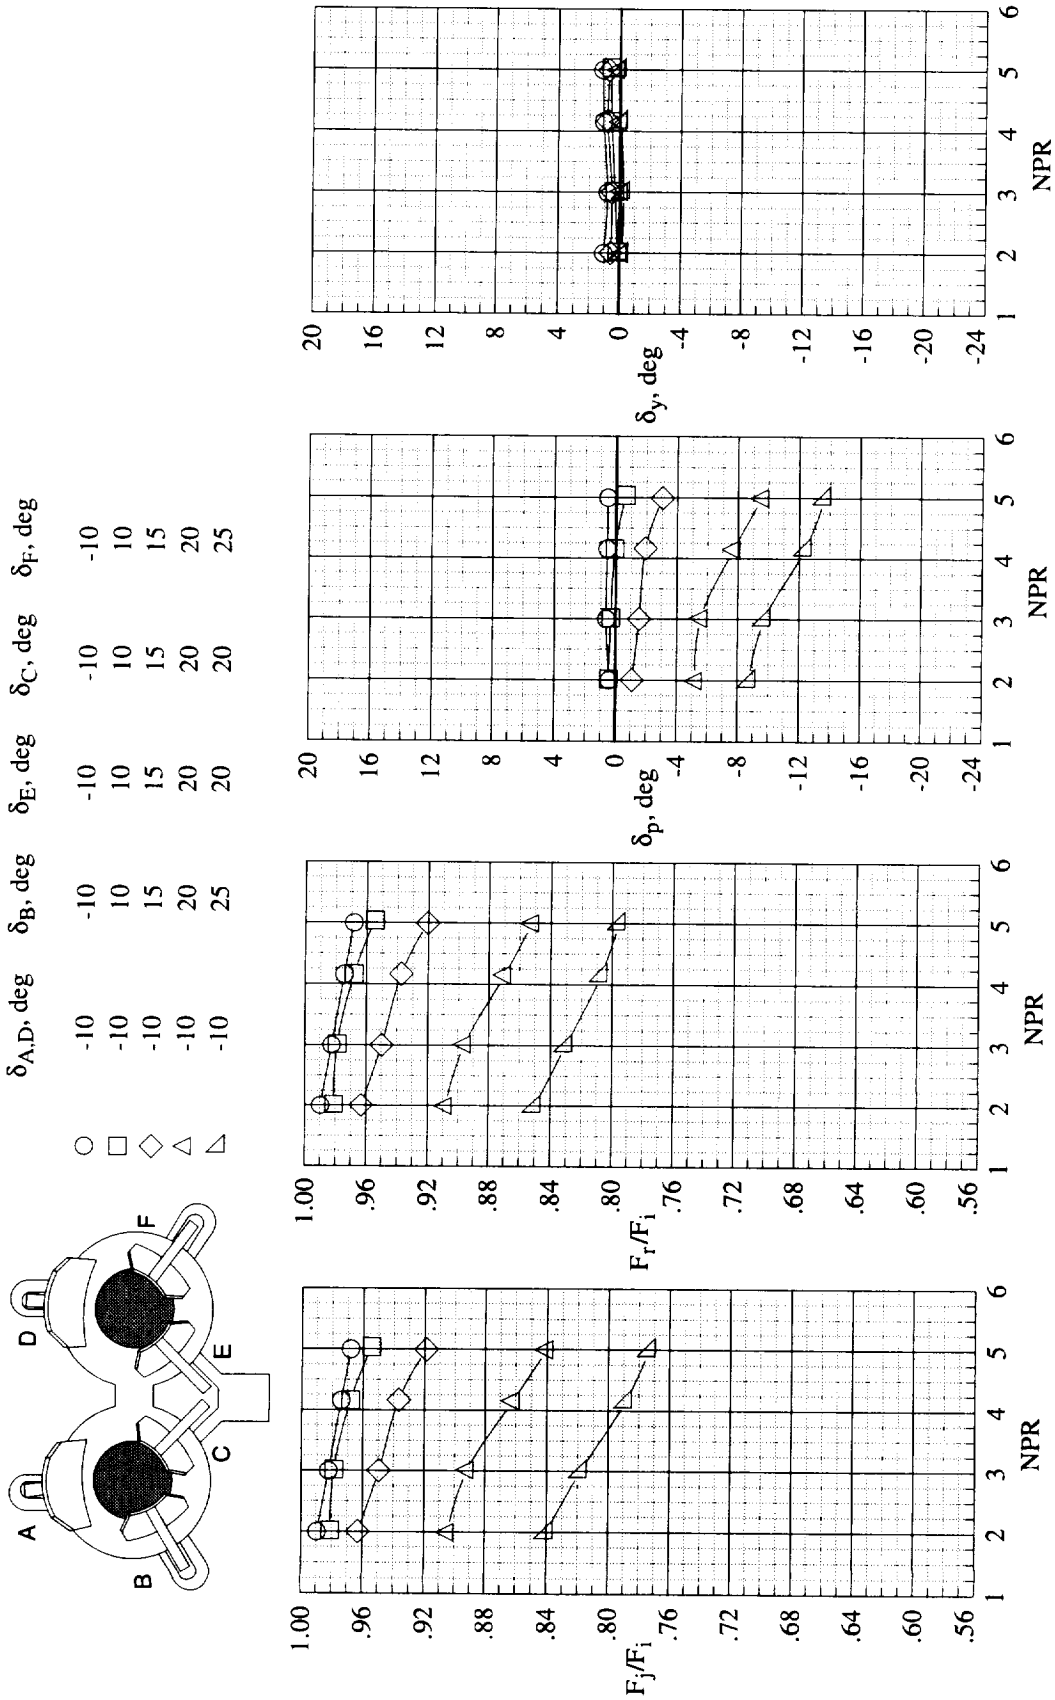 A
D
B
C
E
F
δA,D, deg δB, deg δE, deg δC, deg δF, deg
○ -10 -10 -10 -10 -10
□ -10 10 10 10 10
◇ -10 15 15 15 15
△ -10 20 20 20 20
◺ -10 25 20 20 25
Fj/Fi
1.00
.96
.92
.88
.84
.80
.76
.72
.68
.64
.60
.56
1 2 3 4 5 6
NPR
Fr/Fi
1.00
.96
.92
.88
.84
.80
.76
.72
.68
.64
.60
.56
1 2 3 4 5 6
NPR
δp, deg
20
16
12
8
4
0
-4
-8
-12
-16
-20
-24
1 2 3 4 5 6
NPR
δy, deg
20
16
12
8
4
0
-4
-8
-12
-16
-20
-24
1 2 3 4 5 6
NPR